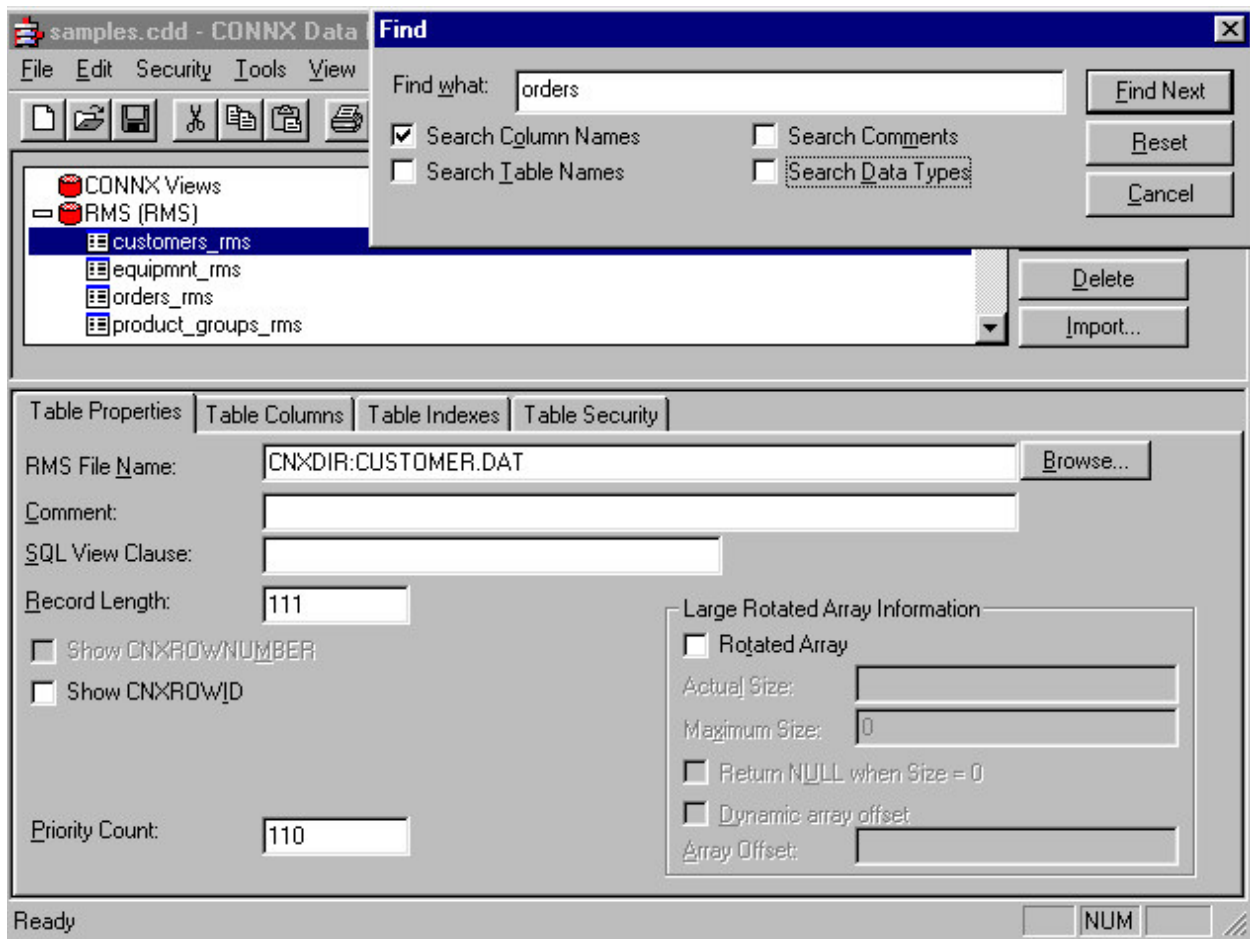 samples.cdd - CONNX Data
Find
File Edit Security Tools View
Find what: orders
Find Next
Search Column Names
Search Comments
Reset
Search Table Names
Search Data Types
Cancel
CONNX Views
RMS (RMS)
customers_rms
equipmnt_rms
Delete
orders_rms
product_groups_rms
Import...
Table Properties Table Columns Table Indexes Table Security
RMS File Name: CNXDIR:CUSTOMER.DAT Browse...
Comment:
SQL View Clause:
Record Length: 111
Large Rotated Array Information
Show CNXROWNUMBER
Rotated Array
Show CNXROWID
Actual Size:
Maximum Size: 0
Return NULL when Size = 0
Dynamic array offset
Priority Count: 110
Array Offset:
Ready
NUM